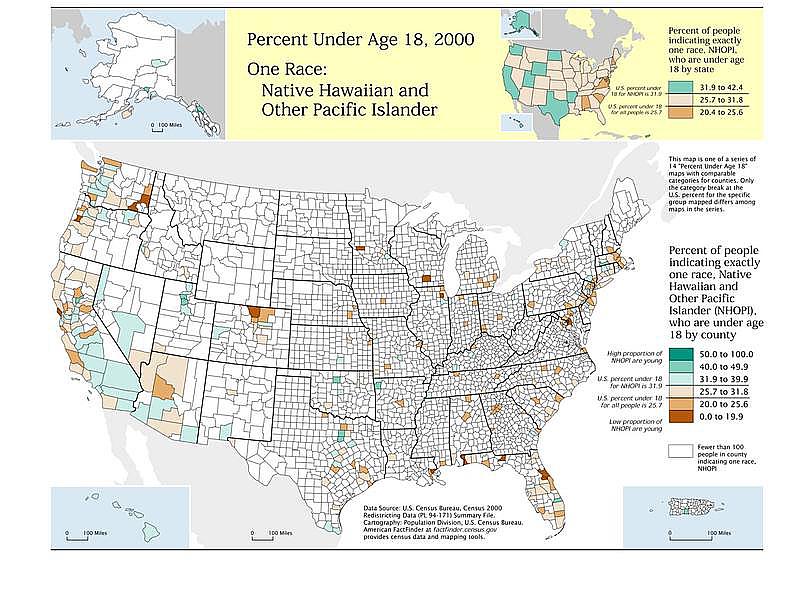 Percent Under Age 18, 2000
One Race:
Native Hawaiian and
Other Pacific Islander
0 100 Miles
Percent of people
indicating exactly
one race, NHOPI,
who are under age
18 by state
U.S. percent under
18 for NHOPI is 31.9
U.S. percent under 18
for all people is 25.7
31.9 to 42.4
25.7 to 31.8
20.4 to 25.6
This map is one of a series of
14 "Percent Under Age 18"
maps with comparable
categories for counties. Only
the category break at the
U.S. percent for the specific
group mapped differs among
maps in the series.
Percent of people
indicating exactly
one race, Native
Hawaiian and
Other Pacific
Islander (NHOPI),
who are under age
18 by county
High proportion of
NHOPI are young
U.S. percent under 18
for NHOPI is 31.9
U.S. percent under 18
for all people is 25.7
Low proportion of
NHOPI are young
50.0 to 100.0
40.0 to 49.9
31.9 to 39.9
25.7 to 31.8
20.0 to 25.6
0.0 to 19.9
Fewer than 100
people in county
indicating one race,
NHOPI
0 100 Miles
0 100 Miles
Data Source: U.S. Census Bureau, Census 2000
Redistricting Data (PL 94-171) Summary File.
Cartography: Population Division, U.S. Census Bureau.
American FactFinder at factfinder.census.gov
provides census data and mapping tools.
0 100 Miles